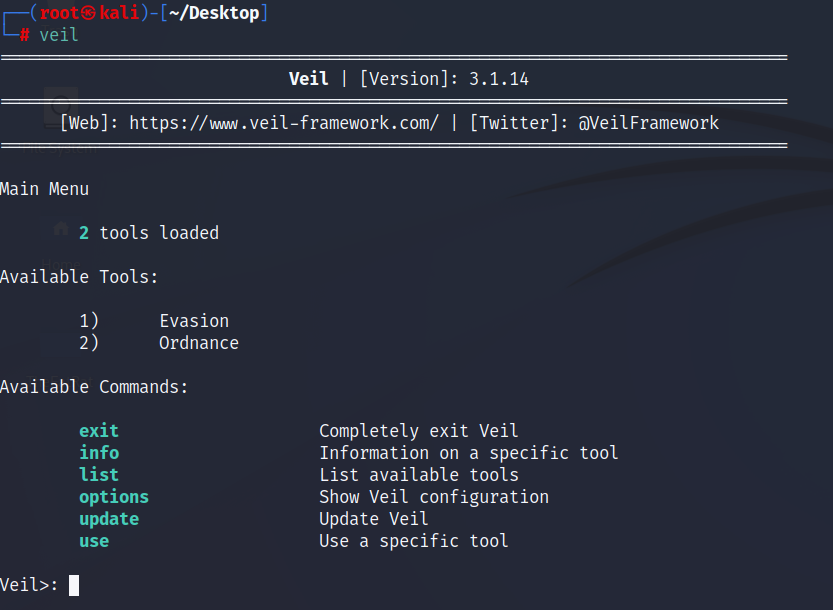 ┌──(root㉿kali)-[~/Desktop]
└─# veil
Veil | [Version]: 3.1.14
[Web]: https://www.veil-framework.com/ | [Twitter]: @VeilFramework
Main Menu
2 tools loaded
Available Tools:
1) Evasion
2) Ordnance
Available Commands:
exit Completely exit Veil
info Information on a specific tool
list List available tools
options Show Veil configuration
update Update Veil
use Use a specific tool
Veil>: